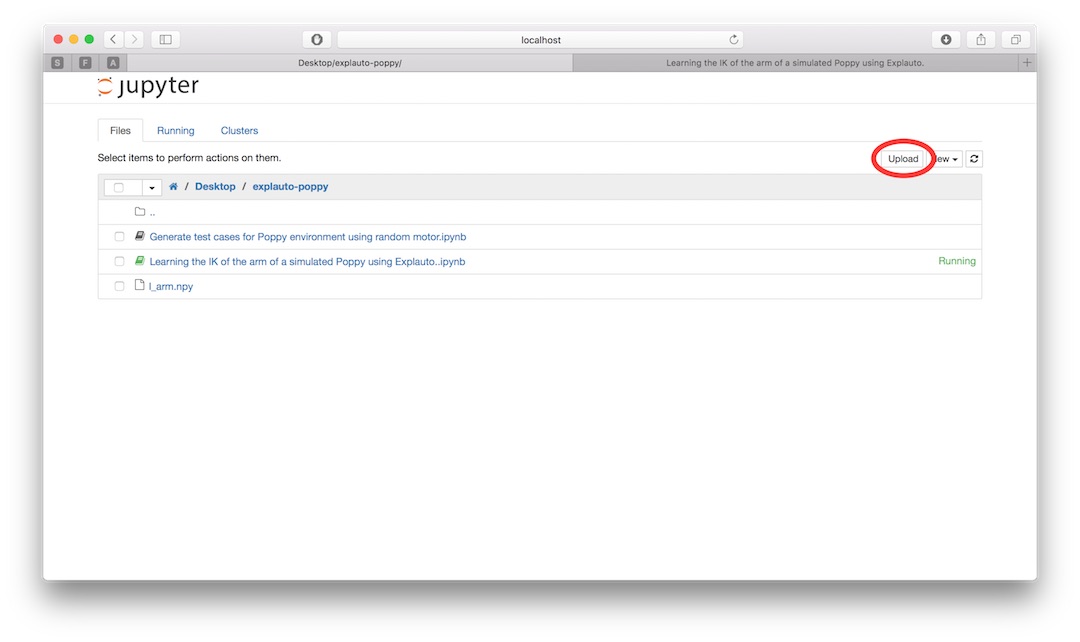 localhost
S F A Desktop/explauto-poppy/ Learning the IK of the arm of a simulated Poppy using Explauto. +
jupyter
Files Running Clusters
Select items to perform actions on them. Upload ew
/ Desktop / explauto-poppy
..
Generate test cases for Poppy environment using random motor.ipynb
Learning the IK of the arm of a simulated Poppy using Explauto..ipynb Running
l_arm.npy